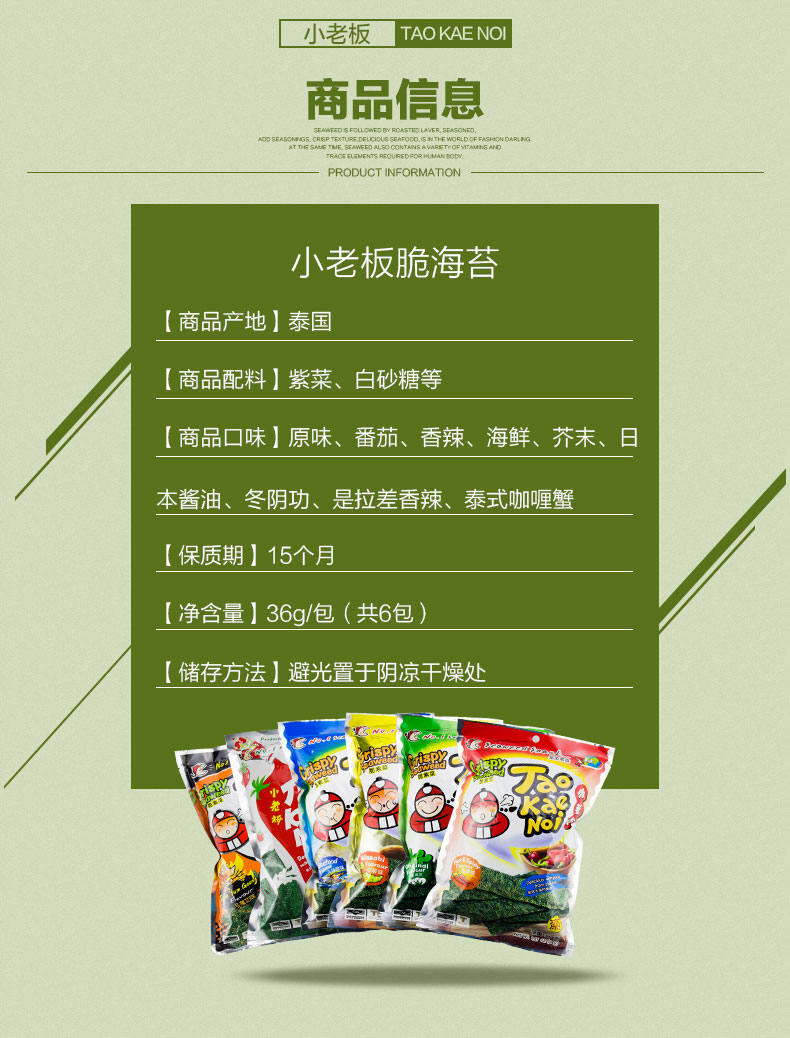 小老板 TAO KAE NOI
商品信息
SEAWEED IS FOLLOWED BY ROASTED LAVER, SEASONED,
ADD SEASONINGS, CRISP TEXTURE,DELICIOUS SEAFOOD, IS IN THE WORLD OF FASHION DARLING.
AT THE SAME TIME, SEAWEED ALSO CONTAINS A VARIETY OF VITAMINS AND
TRACE ELEMENTS REQUIRED FOR HUMAN BODY.
PRODUCT INFORMATION
小老板脆海苔
【商品产地】泰国
【商品配料】紫菜、白砂糖等
【商品口味】原味、番茄、香辣、海鲜、芥末、日
本酱油、冬阴功、是拉差香辣、泰式咖喱蟹
【保质期】15个月
【净含量】36g/包（共6包）
【储存方法】避光置于阴凉干燥处
Seaweed Snack
Crispy
Seaweed
Tao
Kae
Noi
Crispy
Seaweed
Wasabi
Flavour
Crispy
Seaweed
小老板
Flavour